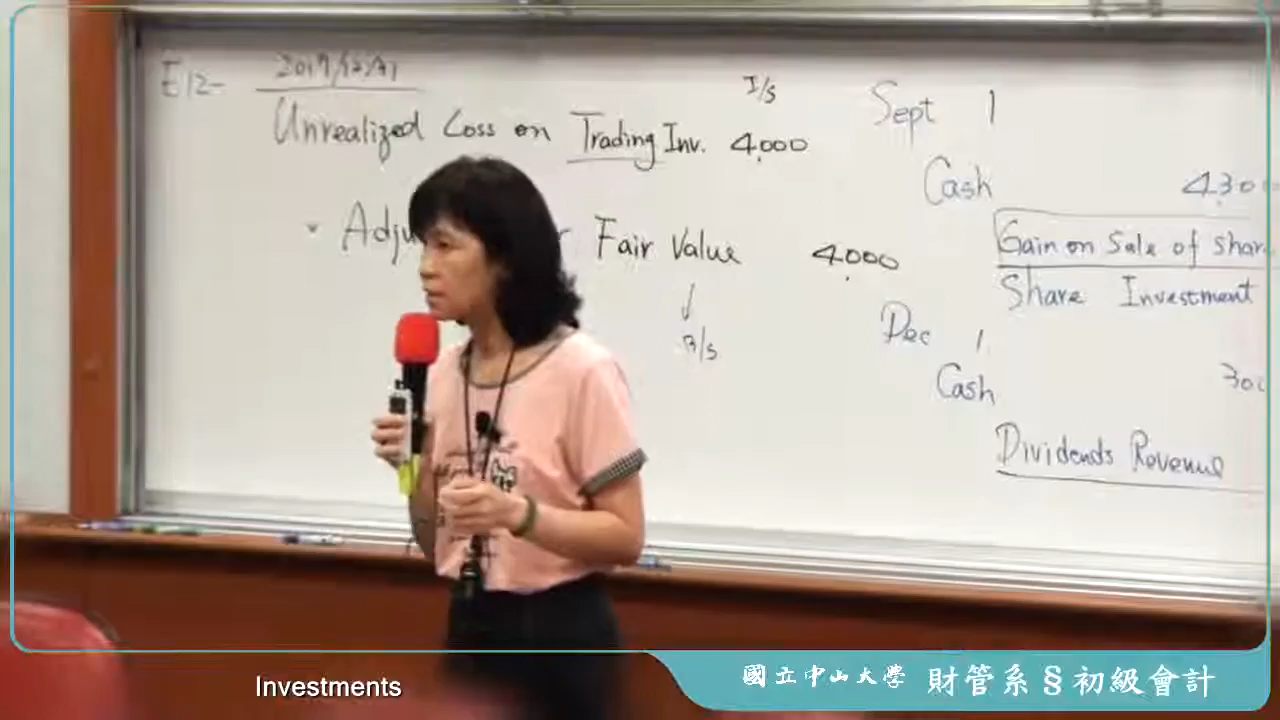 E12-
2017/12/31
I/S
Unrealized Loss on Trading Inv. 4,000
Fair Value 4,000
B/S
Sept 1
Cash
Gain on Sale of Shar
Share Investment
Dec 1
Cash
Dividends Revenue
Investments
國立中山大學 財管系§初級會計